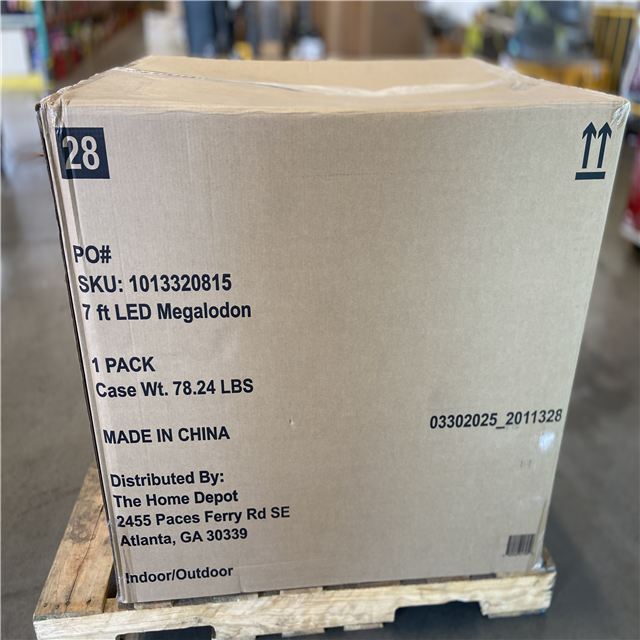 28
PO#
SKU: 1013320815
7 ft LED Megalodon
1 PACK
Case Wt. 78.24 LBS
03302025_2011328
MADE IN CHINA
Distributed By:
The Home Depot
2455 Paces Ferry Rd SE
Atlanta, GA 30339
Indoor/Outdoor